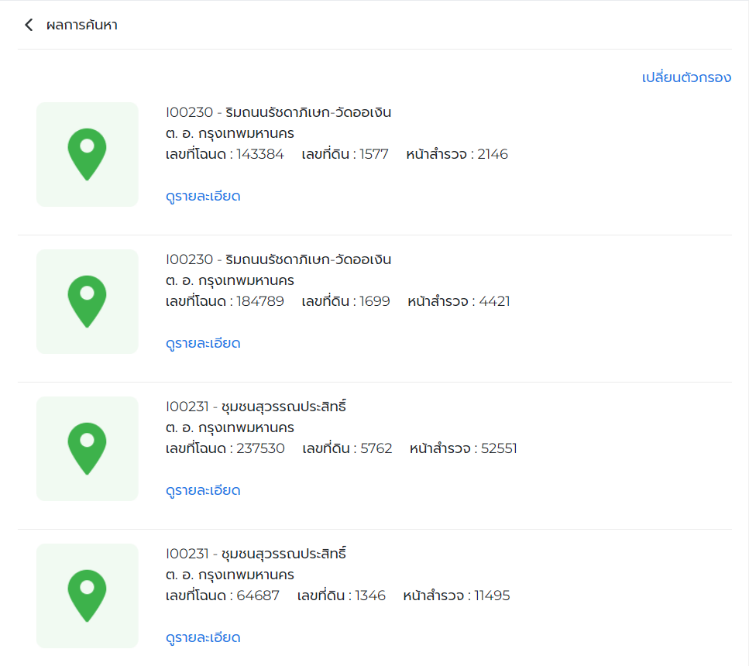 ผลการค้นหา
เปลี่ยนตัวกรอง
I00230 - ริมถนนรัชดาภิเษก-วัดออเงิน
ต. อ. กรุงเทพมหานคร
เลขที่โฉนด : 143384 เลขที่ดิน : 1577 หน้าสำรวจ : 2146
ดูรายละเอียด
I00230 - ริมถนนรัชดาภิเษก-วัดออเงิน
ต. อ. กรุงเทพมหานคร
เลขที่โฉนด : 184789 เลขที่ดิน : 1699 หน้าสำรวจ : 4421
ดูรายละเอียด
I00231 - ชุมชนสุวรรณประสิทธิ์
ต. อ. กรุงเทพมหานคร
เลขที่โฉนด : 237530 เลขที่ดิน : 5762 หน้าสำรวจ : 52551
ดูรายละเอียด
I00231 - ชุมชนสุวรรณประสิทธิ์
ต. อ. กรุงเทพมหานคร
เลขที่โฉนด : 64687 เลขที่ดิน : 1346 หน้าสำรวจ : 11495
ดูรายละเอียด